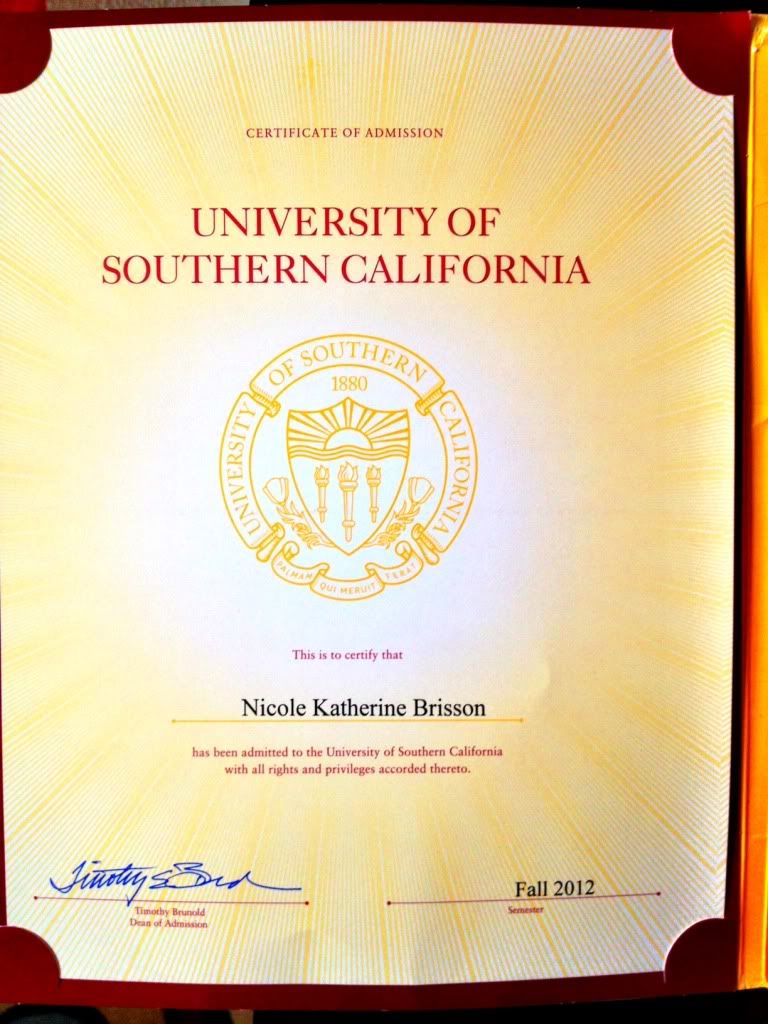 CERTIFICATE OF ADMISSION
UNIVERSITY OF
SOUTHERN CALIFORNIA
UNIVERSITY OF SOUTHERN CALIFORNIA
1880
PALMAM QUI MERUIT FERAT
This is to certify that
Nicole Katherine Brisson
has been admitted to the University of Southern California
with all rights and privileges accorded thereto.
Timothy Brunold
Dean of Admission
Fall 2012
Semester